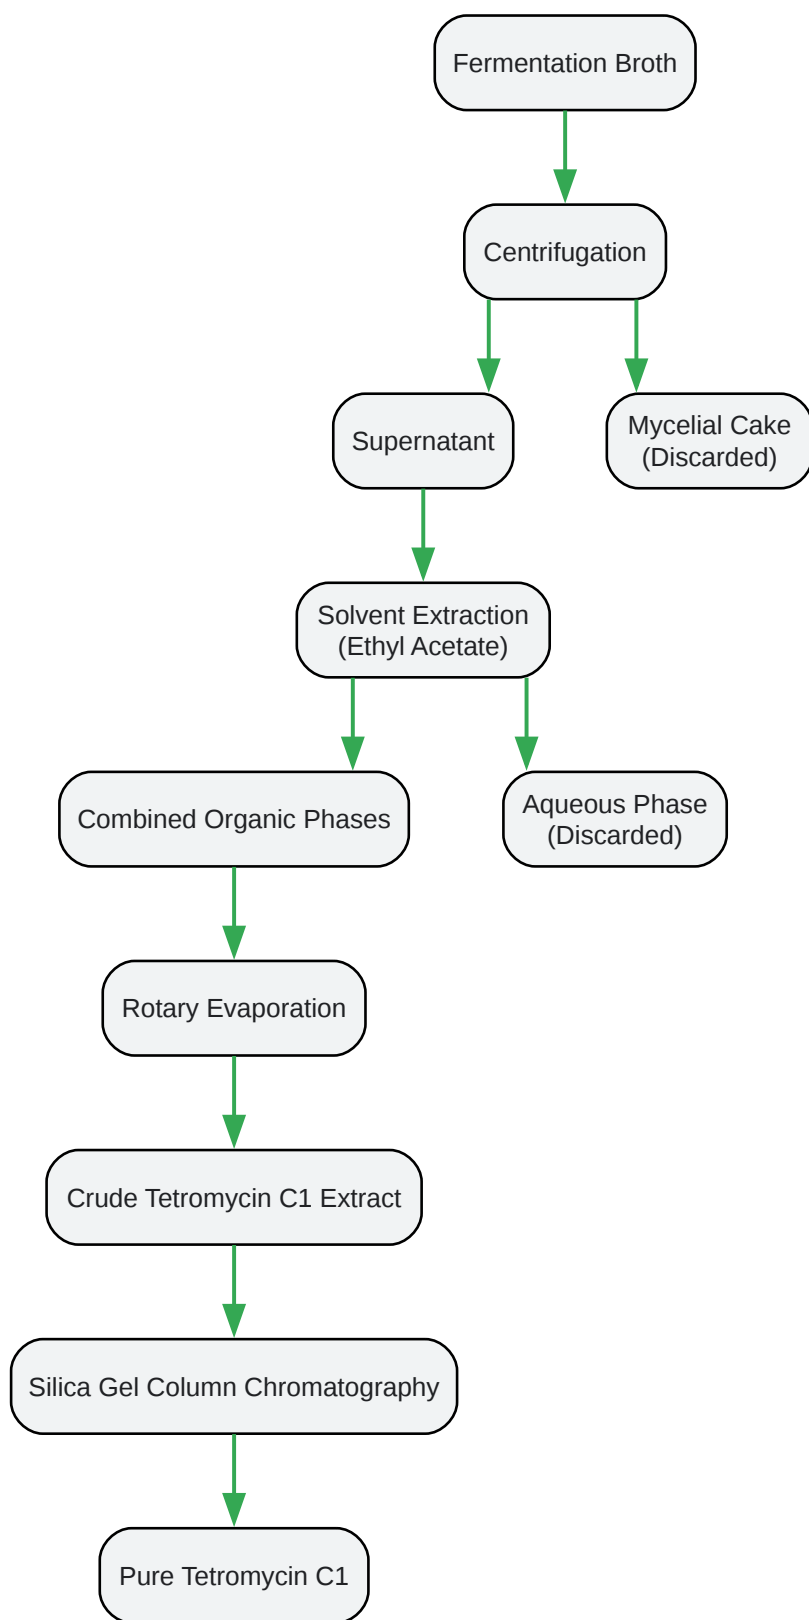 Fermentation Broth
Centrifugation
Supernatant
Mycelial Cake
(Discarded)
Solvent Extraction
(Ethyl Acetate)
Combined Organic Phases
Aqueous Phase
(Discarded)
Rotary Evaporation
Crude Tetromycin C1 Extract
Silica Gel Column Chromatography
Pure Tetromycin C1